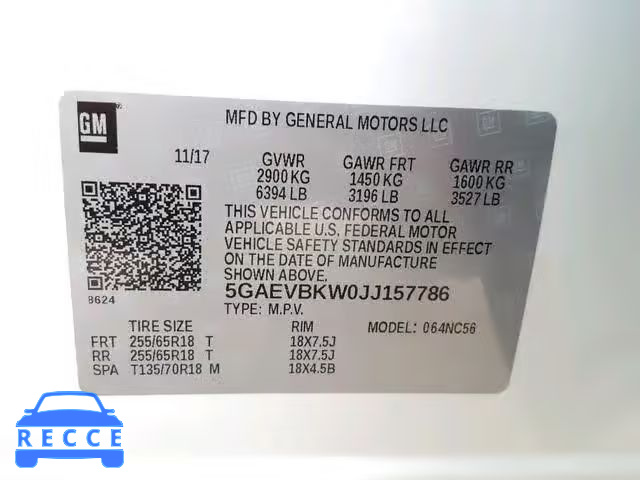 GM
MFD BY GENERAL MOTORS LLC
11/17 GVWR GAWR FRT GAWR RR
2900 KG 1450 KG 1600 KG
6394 LB 3196 LB 3527 LB
THIS VEHICLE CONFORMS TO ALL
APPLICABLE U.S. FEDERAL MOTOR
VEHICLE SAFETY STANDARDS IN EFFECT
ON THE DATE OF MANUFACTURE
SHOWN ABOVE.
8624
5GAEVBKW0JJ157786
TYPE: M.P.V. MODEL: 064NC56
TIRE SIZE RIM
FRT 255/65R18 T 18X7.5J
RR 255/65R18 T 18X7.5J
SPA T135/70R18 M 18X4.5B
RECCE